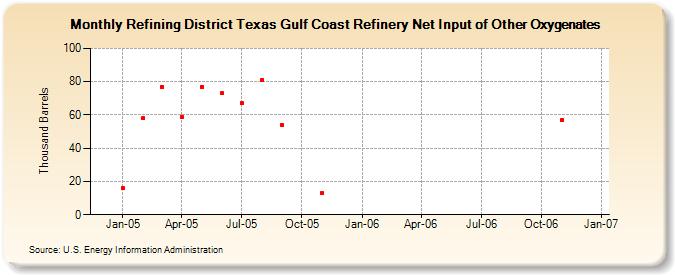 Monthly Refining District Texas Gulf Coast Refinery Net Input of Other Oxygenates
Thousand Barrels
100
80
60
40
20
0
Jan-05 Apr-05 Jul-05 Oct-05 Jan-06 Apr-06 Jul-06 Oct-06 Jan-07
Source: U.S. Energy Information Administration